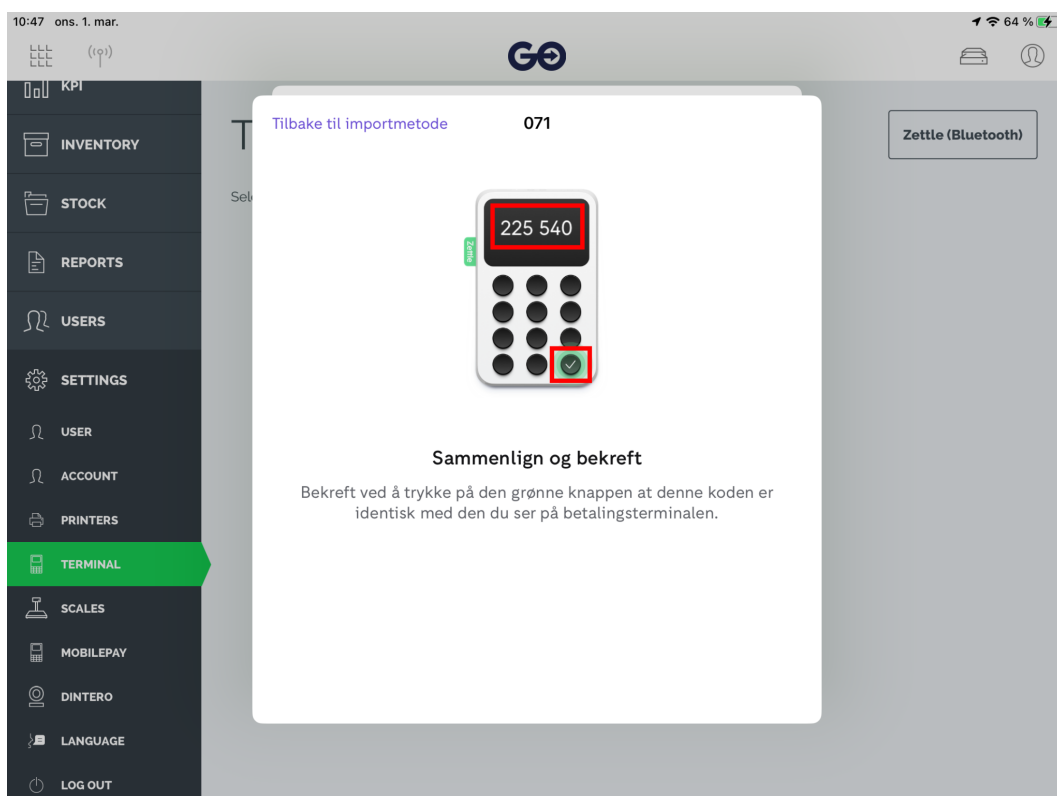 10:47 ons. 1. mar.
64 %
GO
KPI
Tilbake til importmetode
071
Zettle (Bluetooth)
T
INVENTORY
Sel
STOCK
225 540
Zettle
REPORTS
USERS
SETTINGS
USER
Sammenlign og bekreft
ACCOUNT
Bekreft ved å trykke på den grønne knappen at denne koden er
identisk med den du ser på betalingsterminalen.
PRINTERS
TERMINAL
SCALES
MOBILEPAY
DINTERO
LANGUAGE
LOG OUT